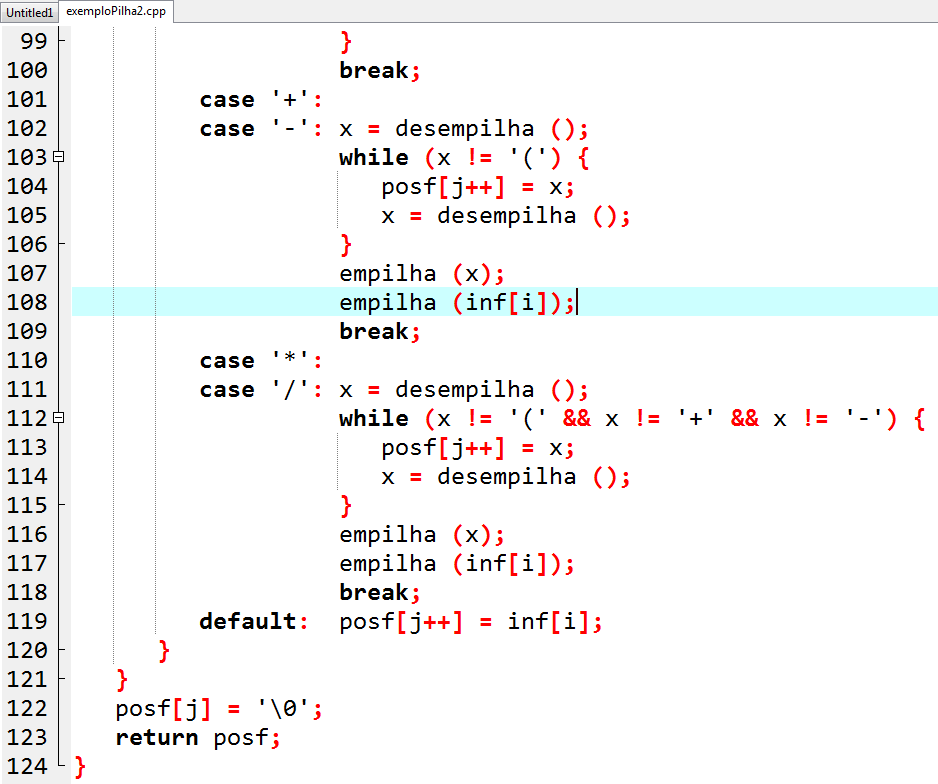 Untitled1 exemploPilha2.cpp
99 }
100 break;
101 case '+':
102 case '-': x = desempilha ();
103 while (x != '(') {
104 posf[j++] = x;
105 x = desempilha ();
106 }
107 empilha (x);
108 empilha (inf[i]);
109 break;
110 case '*':
111 case '/': x = desempilha ();
112 while (x != '(' && x != '+' && x != '-') {
113 posf[j++] = x;
114 x = desempilha ();
115 }
116 empilha (x);
117 empilha (inf[i]);
118 break;
119 default: posf[j++] = inf[i];
120 }
121 }
122 posf[j] = '\0';
123 return posf;
124 }